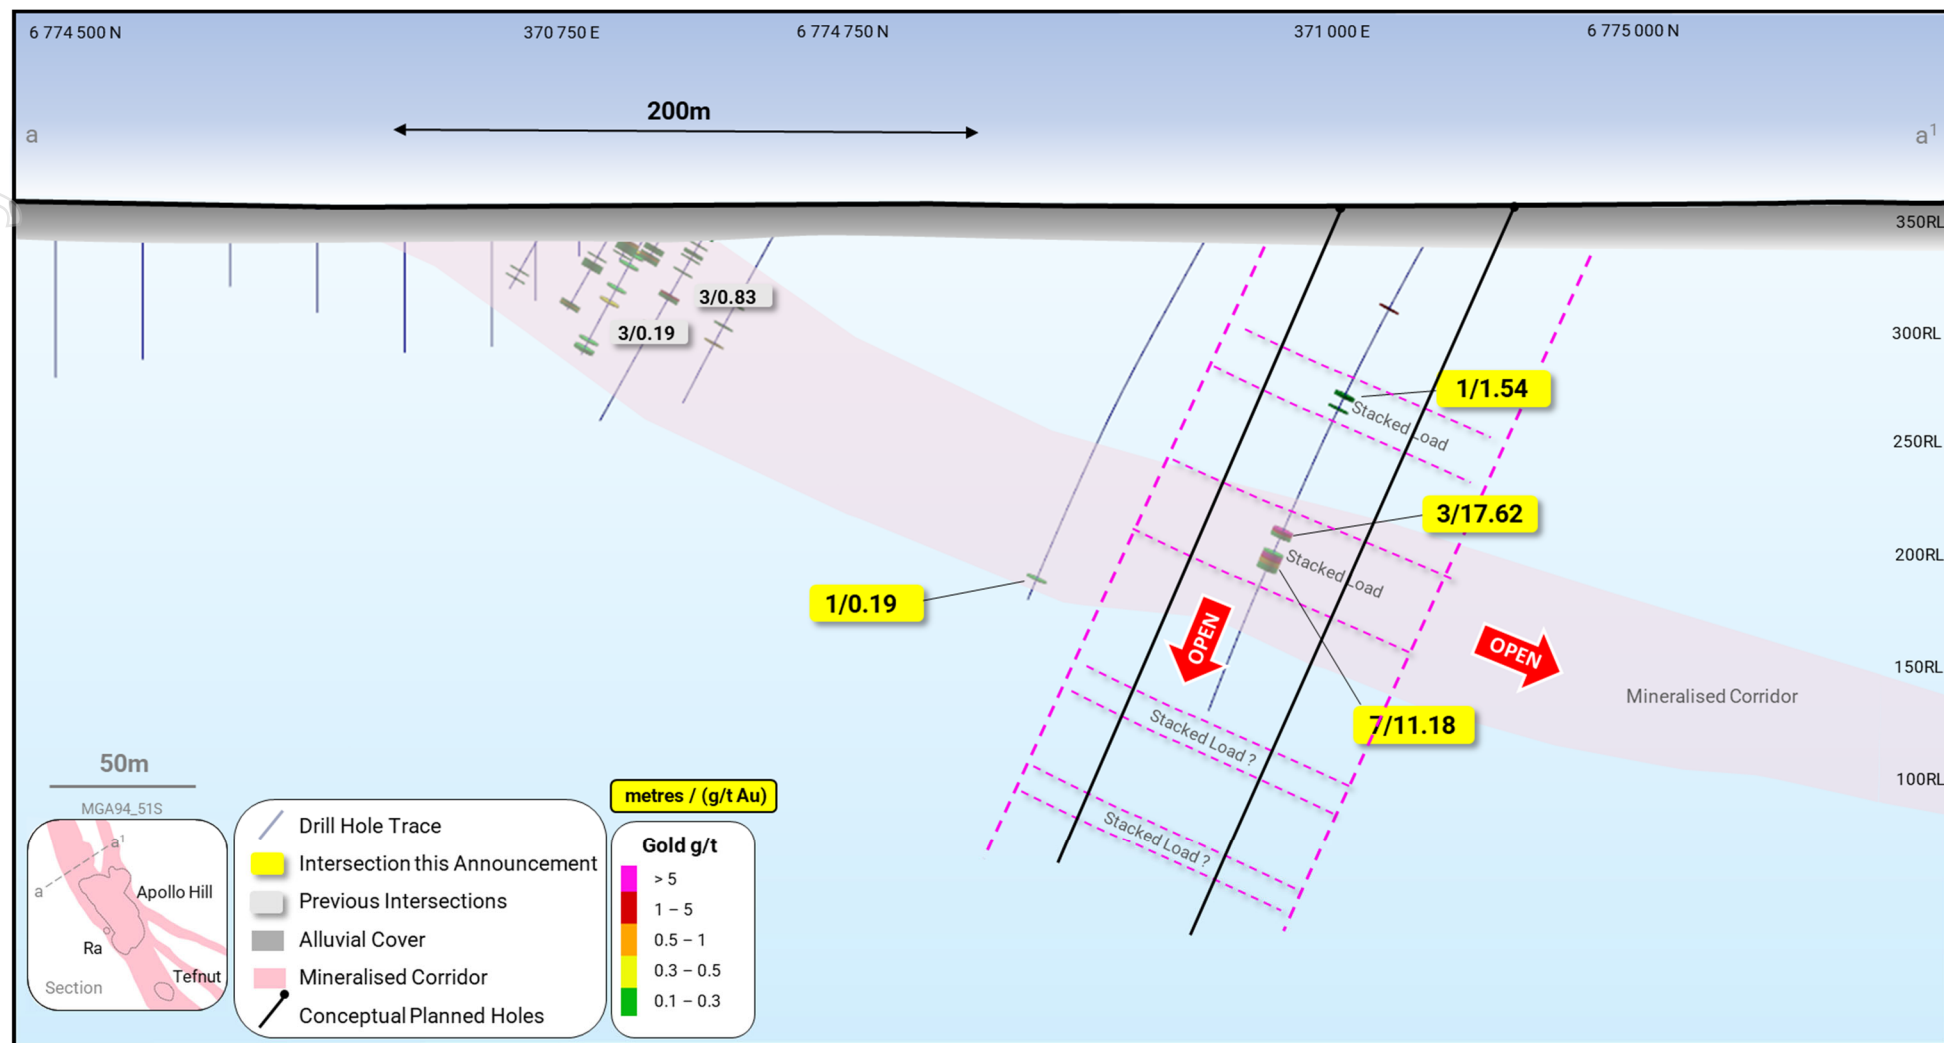 6 774 500 N
370 750 E
6 774 750 N
371 000 E
6 775 000 N
200m
a
a¹
350RL
300RL
250RL
200RL
150RL
100RL
3/0.83
3/0.19
1/1.54
Stacked Load
3/17.62
Stacked Load
1/0.19
OPEN
OPEN
Mineralised Corridor
7/11.18
Stacked Load ?
Stacked Load ?
50m
MGA94_51S
a¹
a
Apollo Hill
Ra
Tefnut
Section
Drill Hole Trace
Intersection this Announcement
Previous Intersections
Alluvial Cover
Mineralised Corridor
Conceptual Planned Holes
metres / (g/t Au)
Gold g/t
> 5
1 – 5
0.5 – 1
0.3 – 0.5
0.1 – 0.3